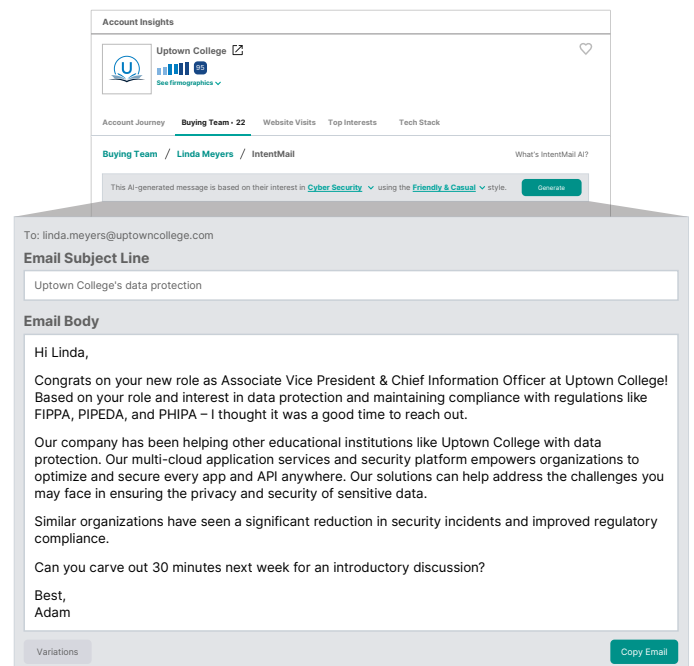 Account Insights
Uptown College
U
95
See firmographics
Account Journey Buying Team • 22 Website Visits Top Interests Tech Stack
Buying Team / Linda Meyers / IntentMail What's IntentMail AI?
This AI-generated message is based on their interest in Cyber Security using the Friendly & Casual style. Generate
To: linda.meyers@uptowncollege.com
Email Subject Line
Uptown College's data protection
Email Body
Hi Linda,
Congrats on your new role as Associate Vice President & Chief Information Officer at Uptown College!
Based on your role and interest in data protection and maintaining compliance with regulations like
FIPPA, PIPEDA, and PHIPA – I thought it was a good time to reach out.
Our company has been helping other educational institutions like Uptown College with data
protection. Our multi-cloud application services and security platform empowers organizations to
optimize and secure every app and API anywhere. Our solutions can help address the challenges you
may face in ensuring the privacy and security of sensitive data.
Similar organizations have seen a significant reduction in security incidents and improved regulatory
compliance.
Can you carve out 30 minutes next week for an introductory discussion?
Best,
Adam
Variations Copy Email